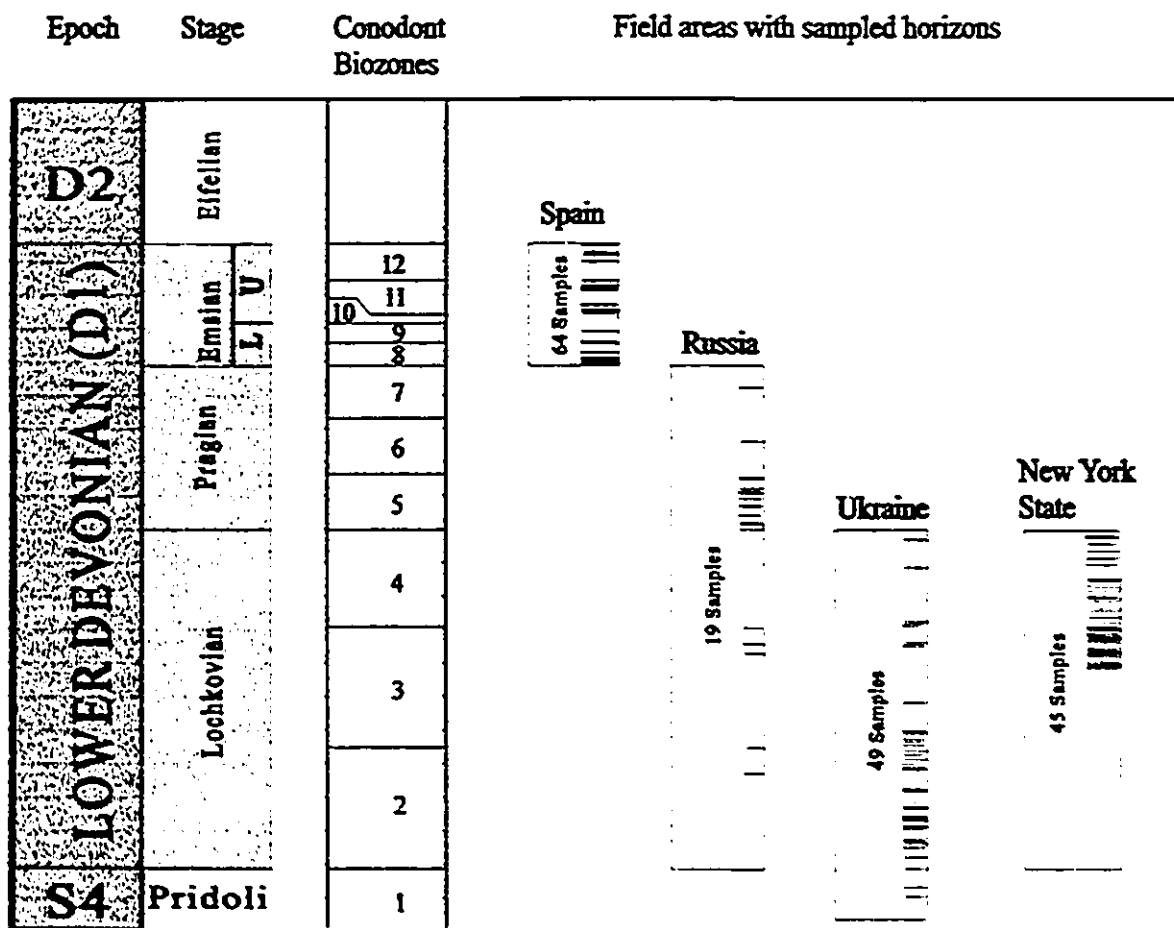 Epoch Stage Conodont Biozones Field areas with sampled horizons
D2
LOWER DEVONIAN (D1)
S4
Eifelian
Emsian
U
L
Pragian
Lochkovian
Pridoli
12
11
10
9
8
7
6
5
4
3
2
1
Spain
64 Samples
Russia
19 Samples
Ukraine
49 Samples
New York
State
45 Samples